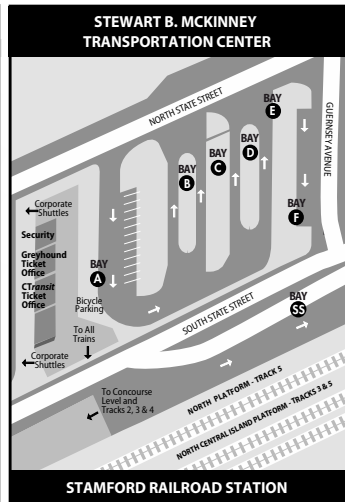 STEWART B. MCKINNEY
TRANSPORTATION CENTER
NORTH STATE STREET
GUERNSEY AVENUE
BAY
E
BAY
C
BAY
D
BAY
B
Corporate
Shuttles
Security
Greyhound
Ticket
Office
CTransit
Ticket
Office
BAY
A
BAY
F
Bicycle
Parking
SOUTH STATE STREET
BAY
SS
To All
Trains
Corporate
Shuttles
To Concourse
Level and
Tracks 2, 3 & 4
NORTH PLATFORM - TRACK 5
NORTH CENTRAL ISLAND PLATFORM - TRACKS 3 & 5
STAMFORD RAILROAD STATION